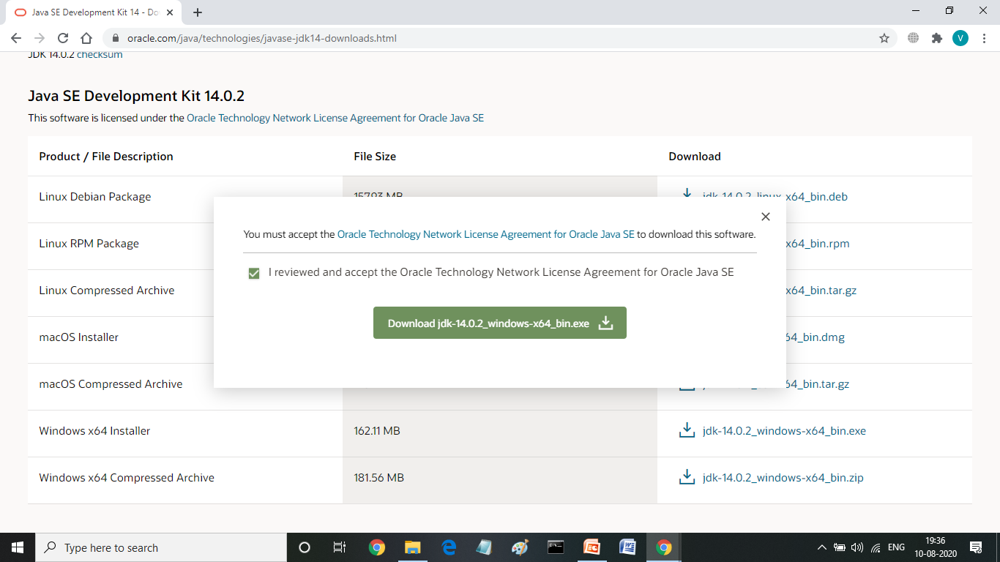 Java SE Development Kit 14 - Do
oracle.com/java/technologies/javase-jdk14-downloads.html
V
JDK 14.0.2 checksum
Java SE Development Kit 14.0.2
This software is licensed under the Oracle Technology Network License Agreement for Oracle Java SE
Product / File Description File Size Download
Linux Debian Package 157.93 MB jdk-14.0.2_linux-x64_bin.deb
You must accept the Oracle Technology Network License Agreement for Oracle Java SE to download this software.
Linux RPM Package x64_bin.rpm
I reviewed and accept the Oracle Technology Network License Agreement for Oracle Java SE
Linux Compressed Archive x64_bin.tar.gz
Download jdk-14.0.2_windows-x64_bin.exe
macOS Installer 64_bin.dmg
macOS Compressed Archive 64_bin.tar.gz
Windows x64 Installer 162.11 MB jdk-14.0.2_windows-x64_bin.exe
Windows x64 Compressed Archive 181.56 MB jdk-14.0.2_windows-x64_bin.zip
Type here to search
ENG
19:36
10-08-2020